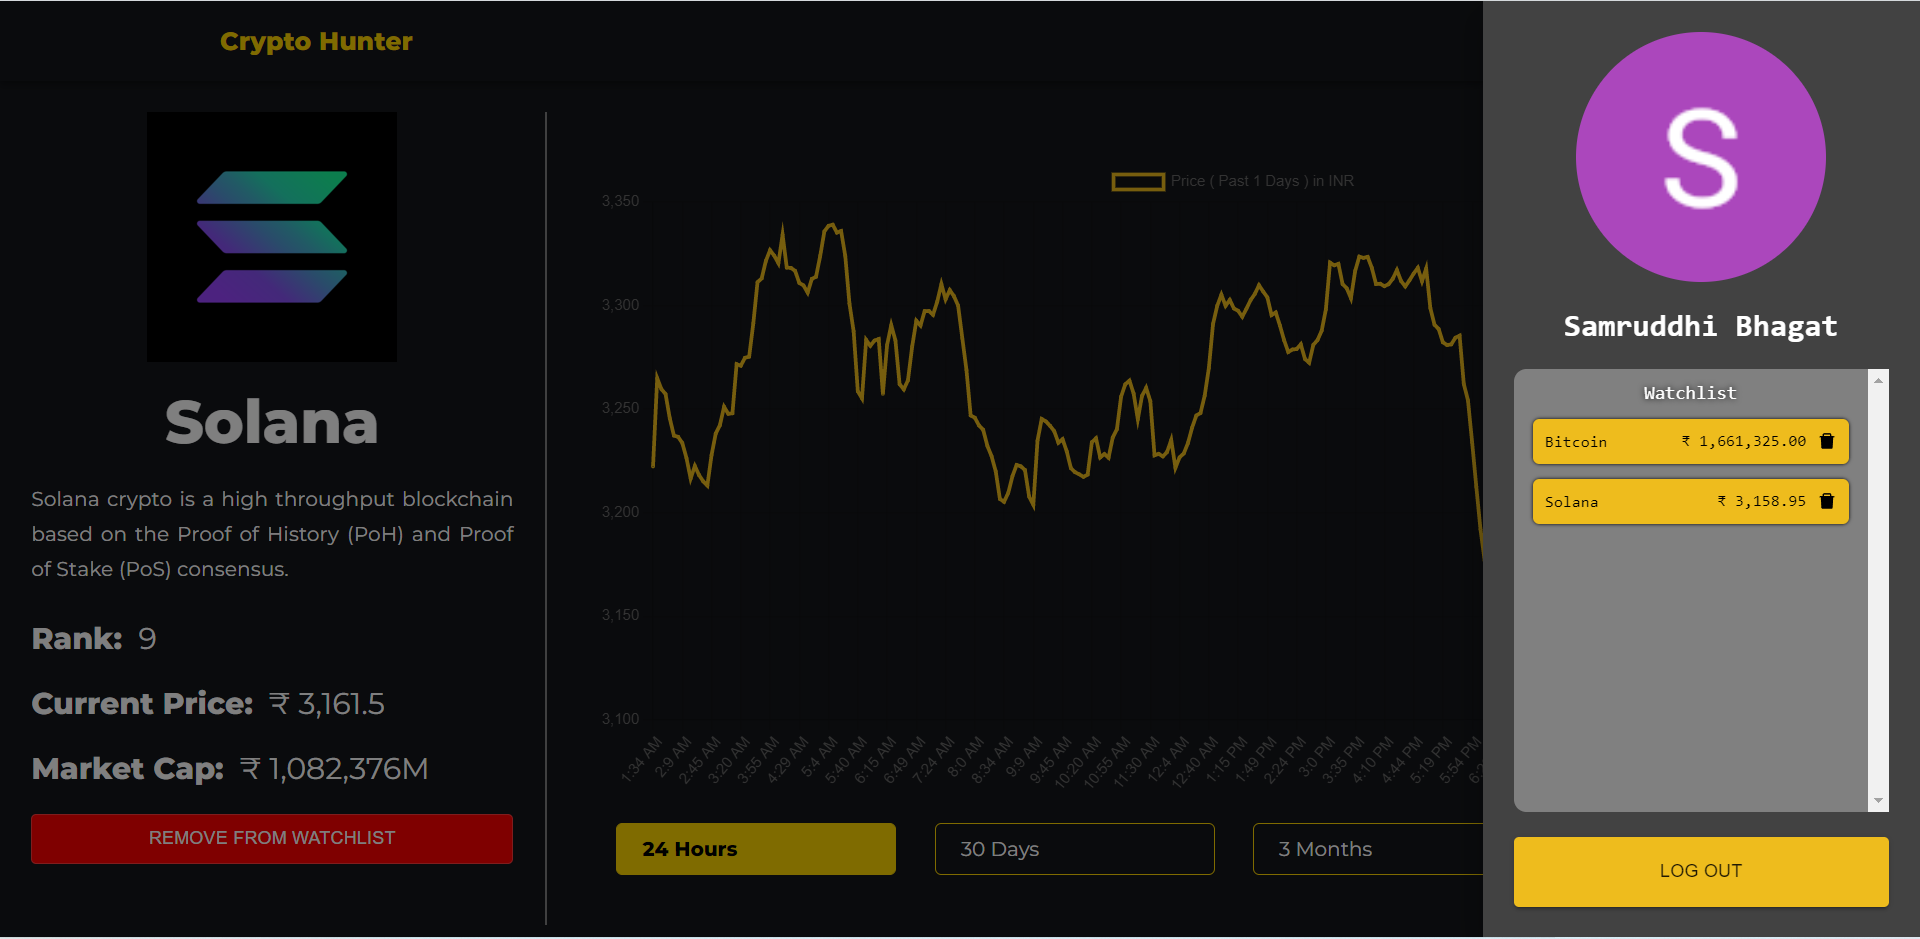 Crypto Hunter
Solana
Solana crypto is a high throughput blockchain
based on the Proof of History (PoH) and Proof
of Stake (PoS) consensus.
Rank: 9
Current Price: ₹ 3,161.5
Market Cap: ₹ 1,082,376M
REMOVE FROM WATCHLIST
Price ( Past 1 Days ) in INR
3,350
3,300
3,250
3,200
3,150
3,100
1:34 AM
2:9 AM
2:45 AM
3:20 AM
3:55 AM
4:29 AM
5:4 AM
5:40 AM
6:15 AM
6:49 AM
7:24 AM
8:0 AM
8:34 AM
9:9 AM
9:45 AM
10:20 AM
10:55 AM
11:30 AM
12:4 AM
12:40 AM
1:15 PM
1:49 PM
2:24 PM
3:0 PM
3:35 PM
4:10 PM
4:44 PM
5:19 PM
5:54 PM
24 Hours
30 Days
3 Months
S
Samruddhi Bhagat
Watchlist
Bitcoin ₹ 1,661,325.00
Solana ₹ 3,158.95
LOG OUT